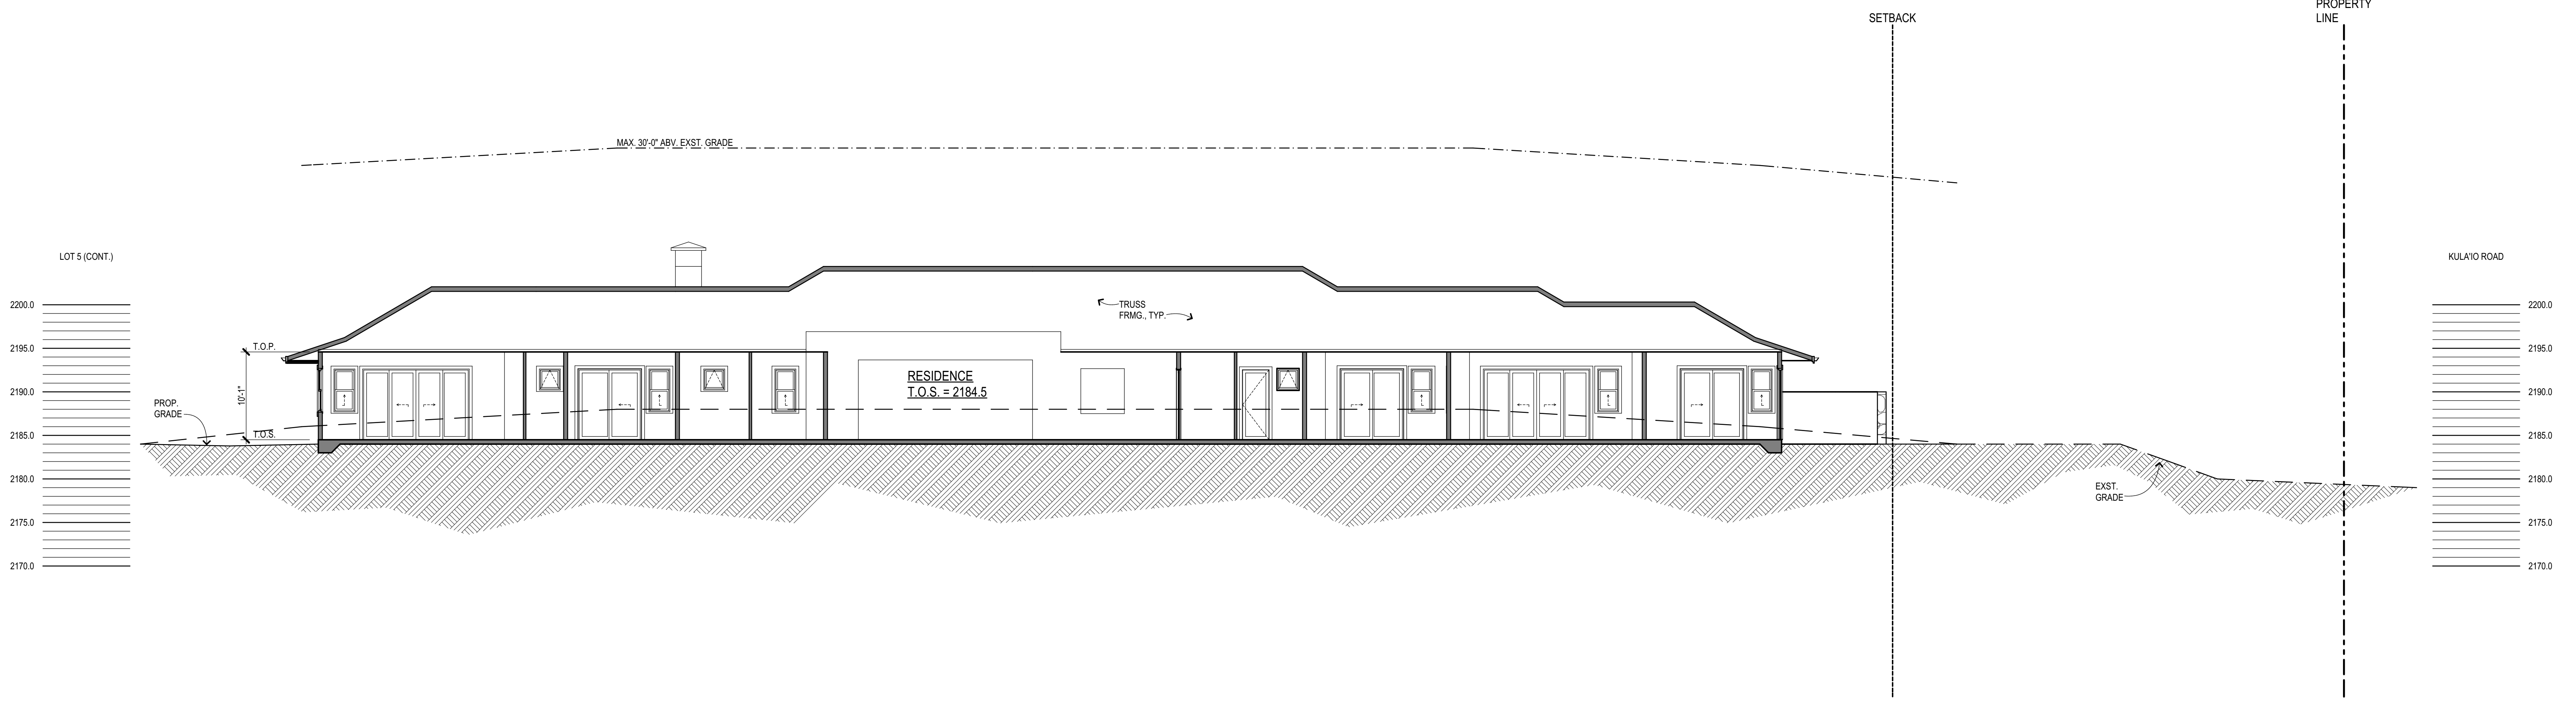 SETBACK
PROPERTY
LINE
MAX. 30'-0" ABV. EXST. GRADE
LOT 5 (CONT.)
KULA'IO ROAD
2200.0
2195.0
2190.0
2185.0
2180.0
2175.0
2170.0
T.O.P.
10'-1"
T.O.S.
PROP.
GRADE
TRUSS
FRMG., TYP.
RESIDENCE
T.O.S. = 2184.5
EXST.
GRADE
2200.0
2195.0
2190.0
2185.0
2180.0
2175.0
2170.0